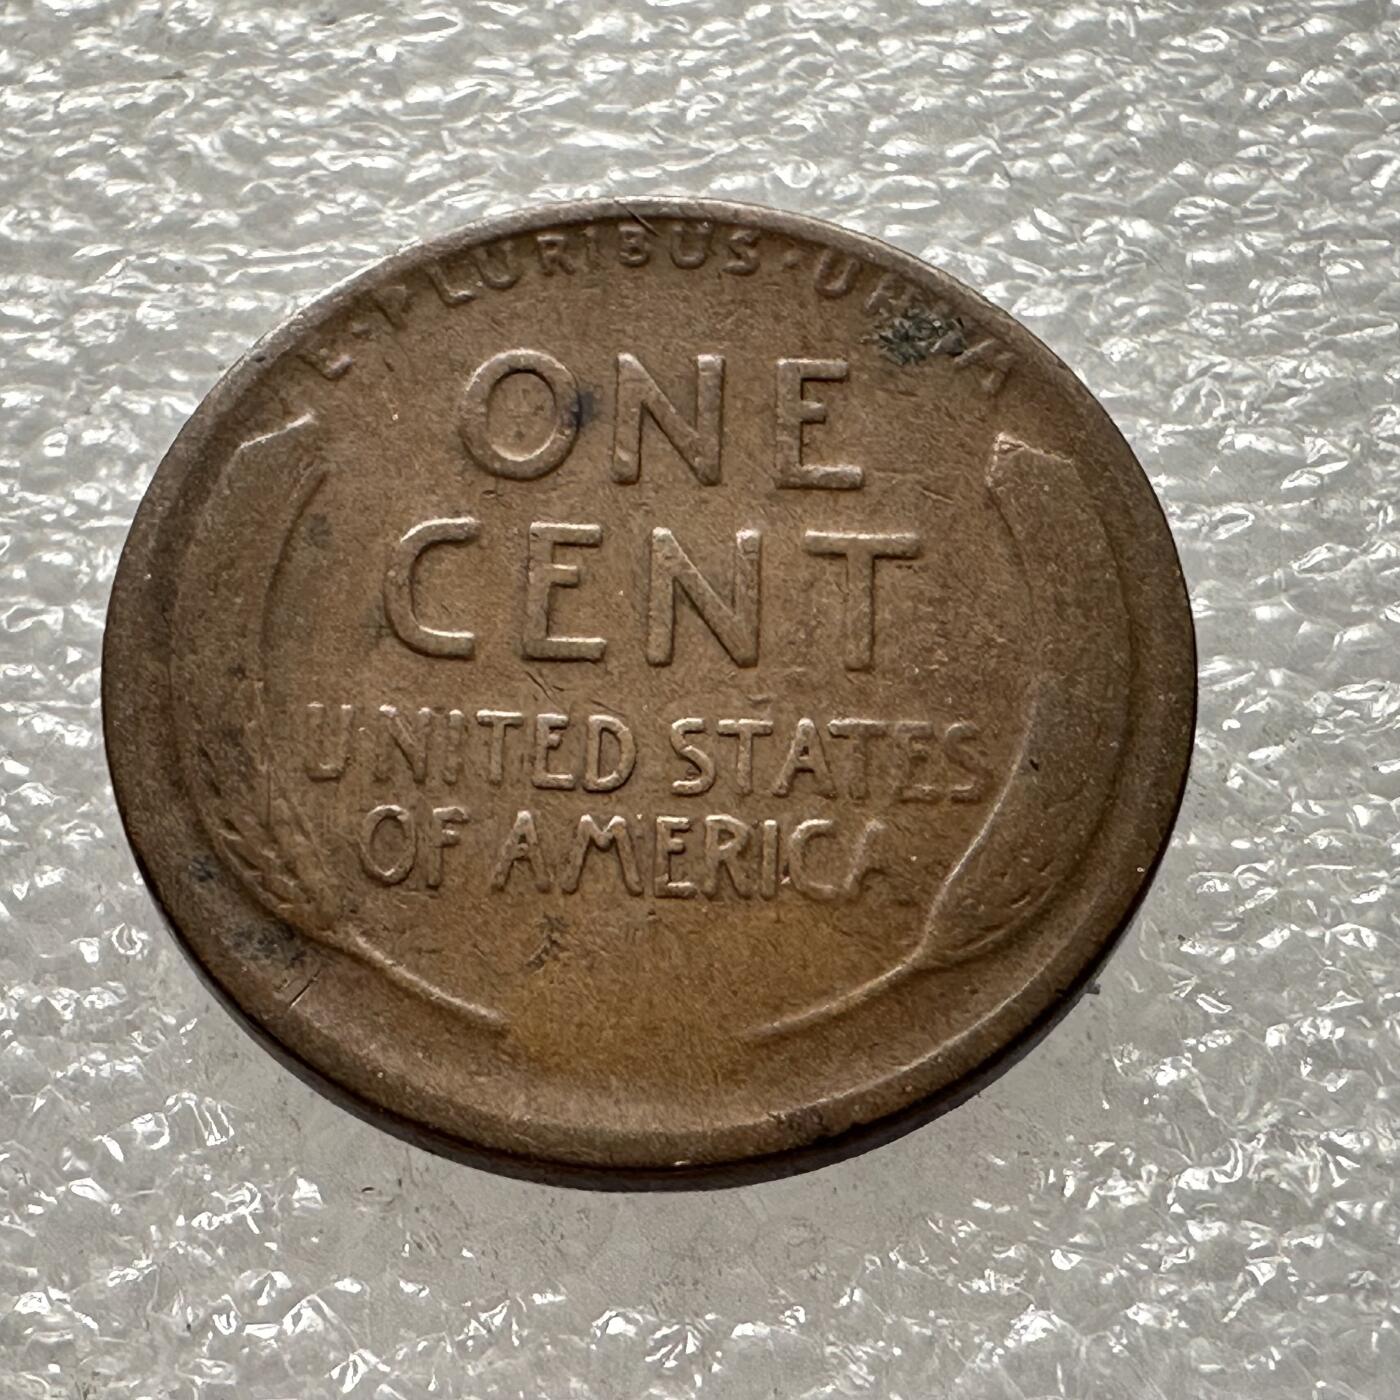 E·PLURIBUS·UNUM
ONE
CENT
UNITED STATES
OF AMERICA